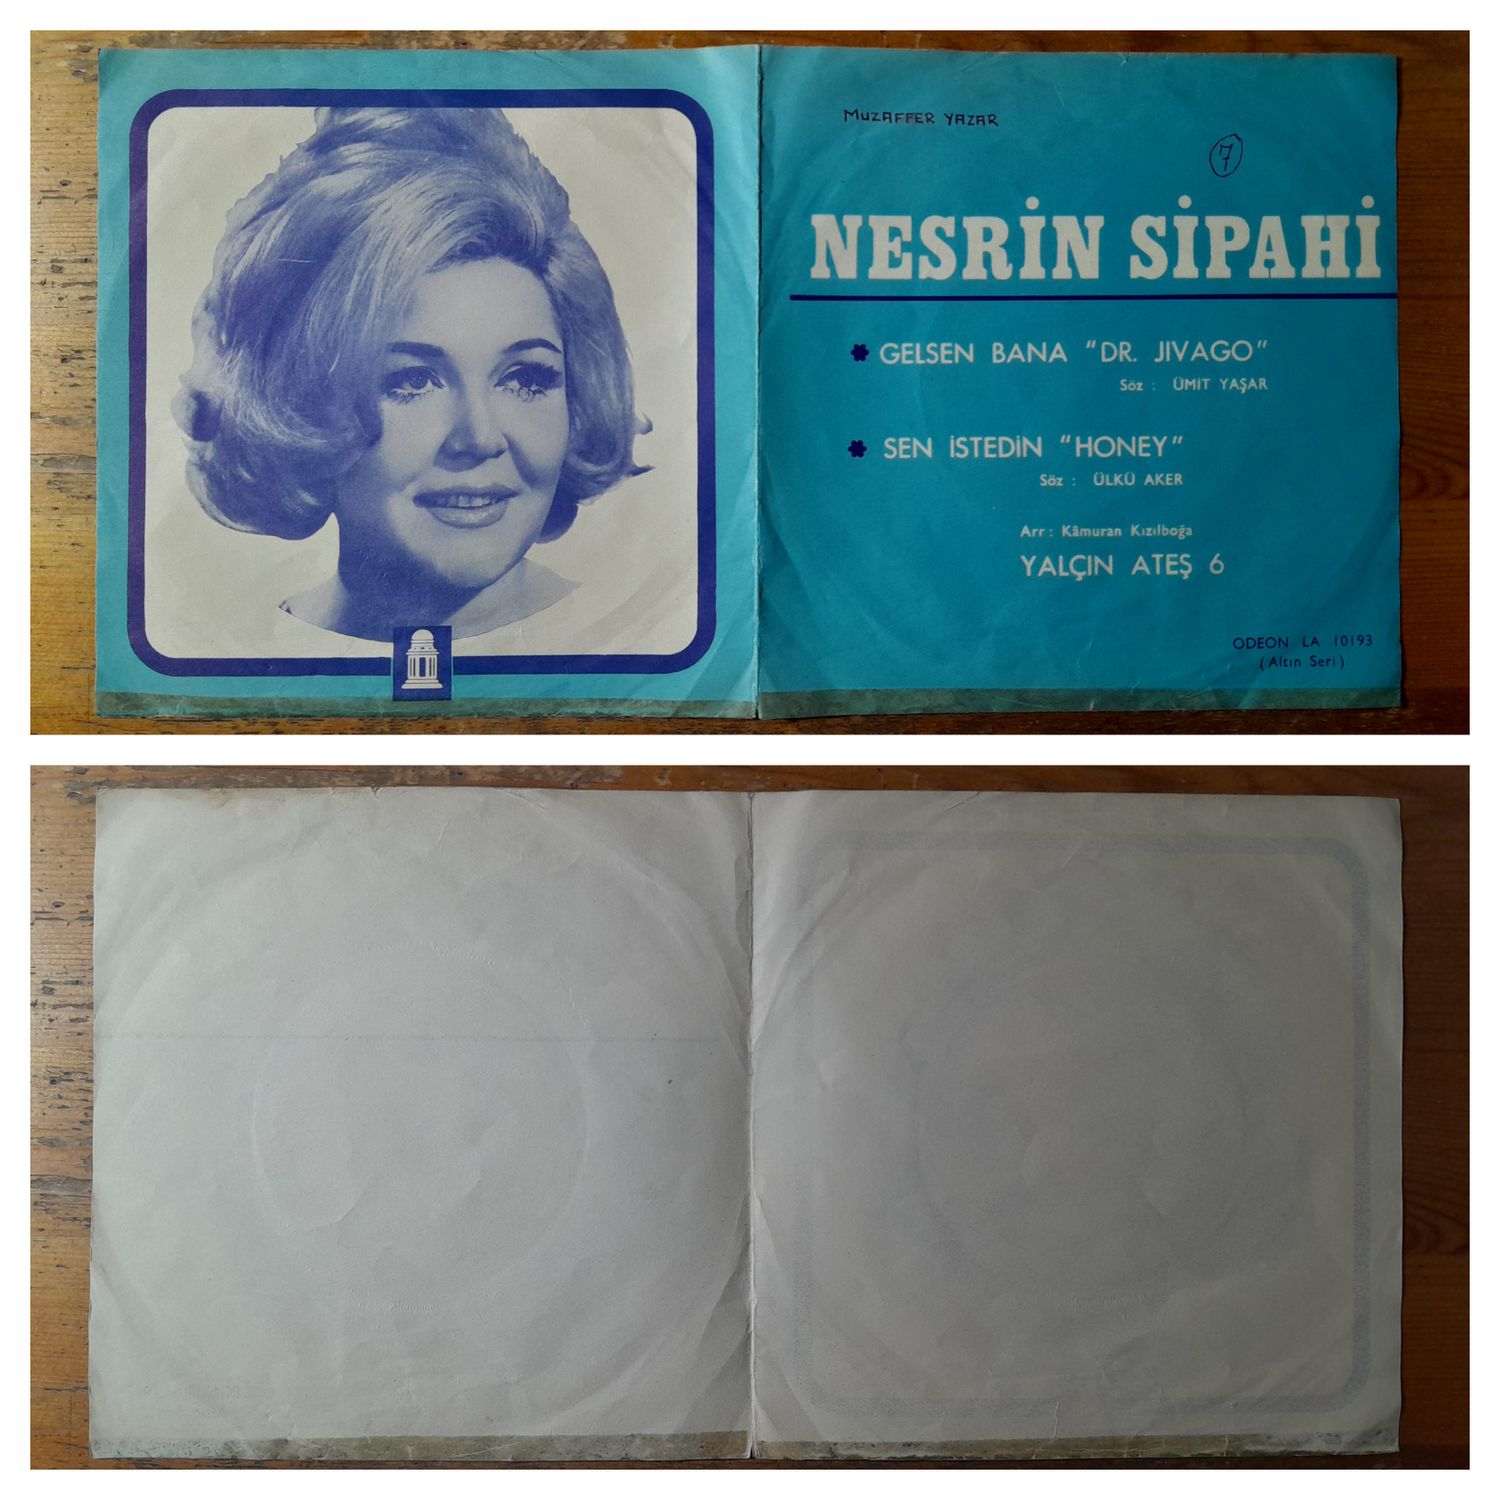 MUZAFFER YAZAR
7
NESRİN SİPAHİ
GELSEN BANA "DR. JIVAGO"
Söz : ÜMİT YAŞAR
SEN İSTEDİN "HONEY"
Söz : ÜLKÜ AKER
Arr : Kâmuran Kızılboğa
YALÇIN ATEŞ 6
ODEON LA 10193
(Altın Seri)